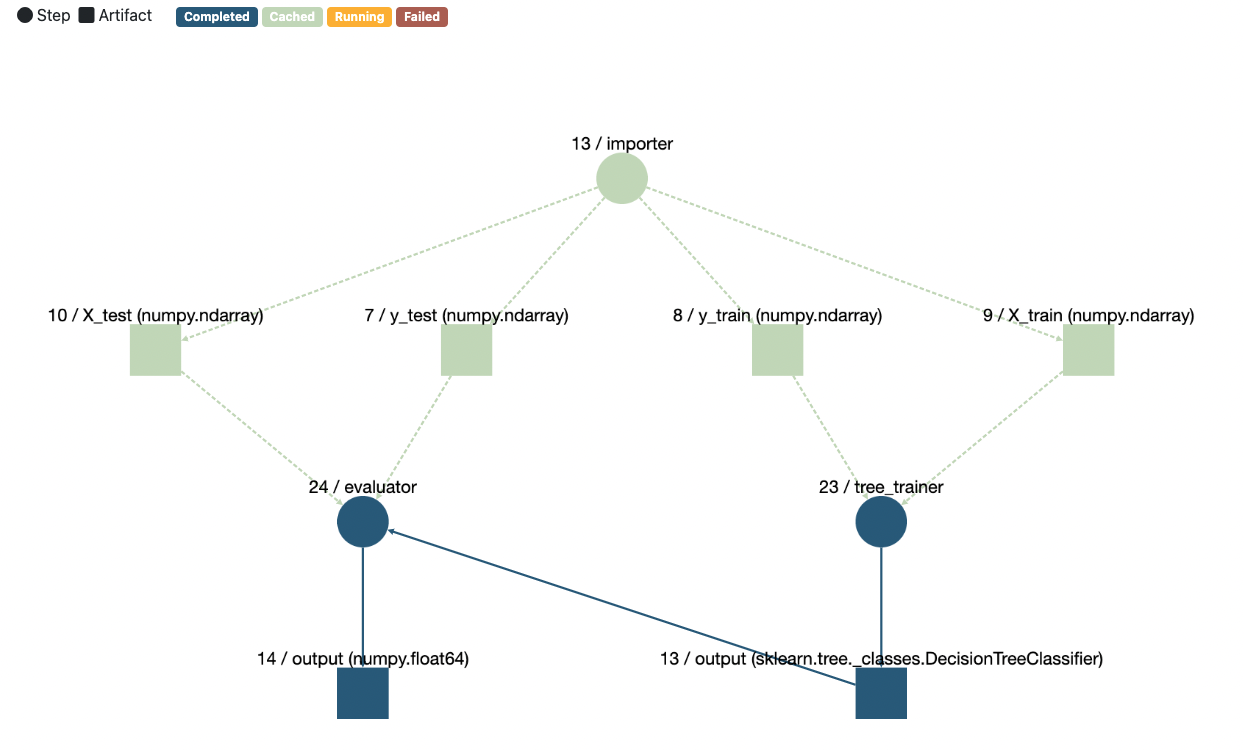 Step Artifact Completed Cached Running Failed
13 / importer
10 / X_test (numpy.ndarray) 7 / y_test (numpy.ndarray) 8 / y_train (numpy.ndarray) 9 / X_train (numpy.ndarray)
24 / evaluator 23 / tree_trainer
14 / output (numpy.float64) 13 / output (sklearn.tree._classes.DecisionTreeClassifier)